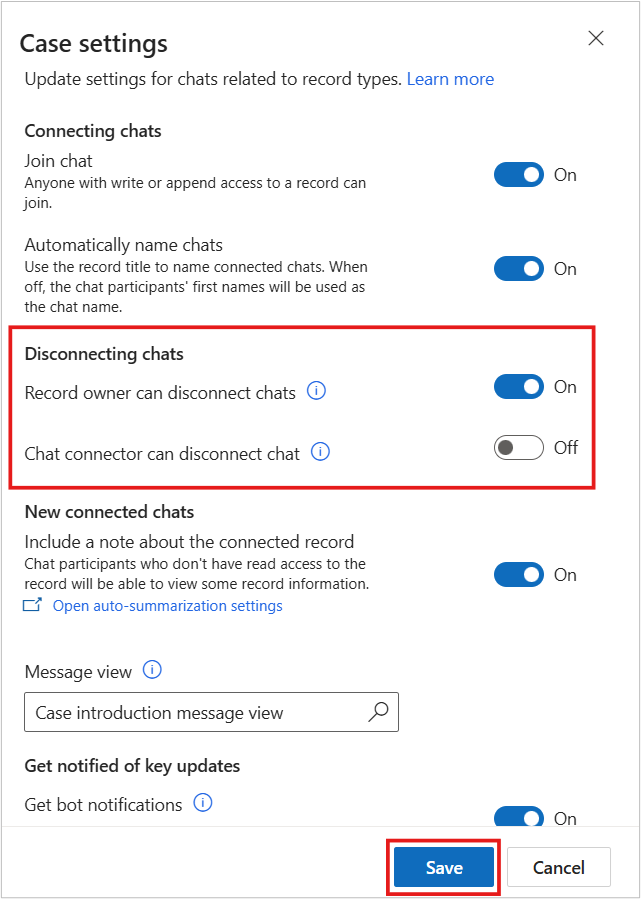 Case settings
Update settings for chats related to record types. Learn more
Connecting chats
Join chat
Anyone with write or append access to a record can
join.
On
Automatically name chats
Use the record title to name connected chats. When
off, the chat participants' first names will be used as
the chat name.
On
Disconnecting chats
Record owner can disconnect chats
On
Chat connector can disconnect chat
Off
New connected chats
Include a note about the connected record
Chat participants who don't have read access to the
record will be able to view some record information.
On
Open auto-summarization settings
Message view
Case introduction message view
Get notified of key updates
Get bot notifications
On
Save
Cancel